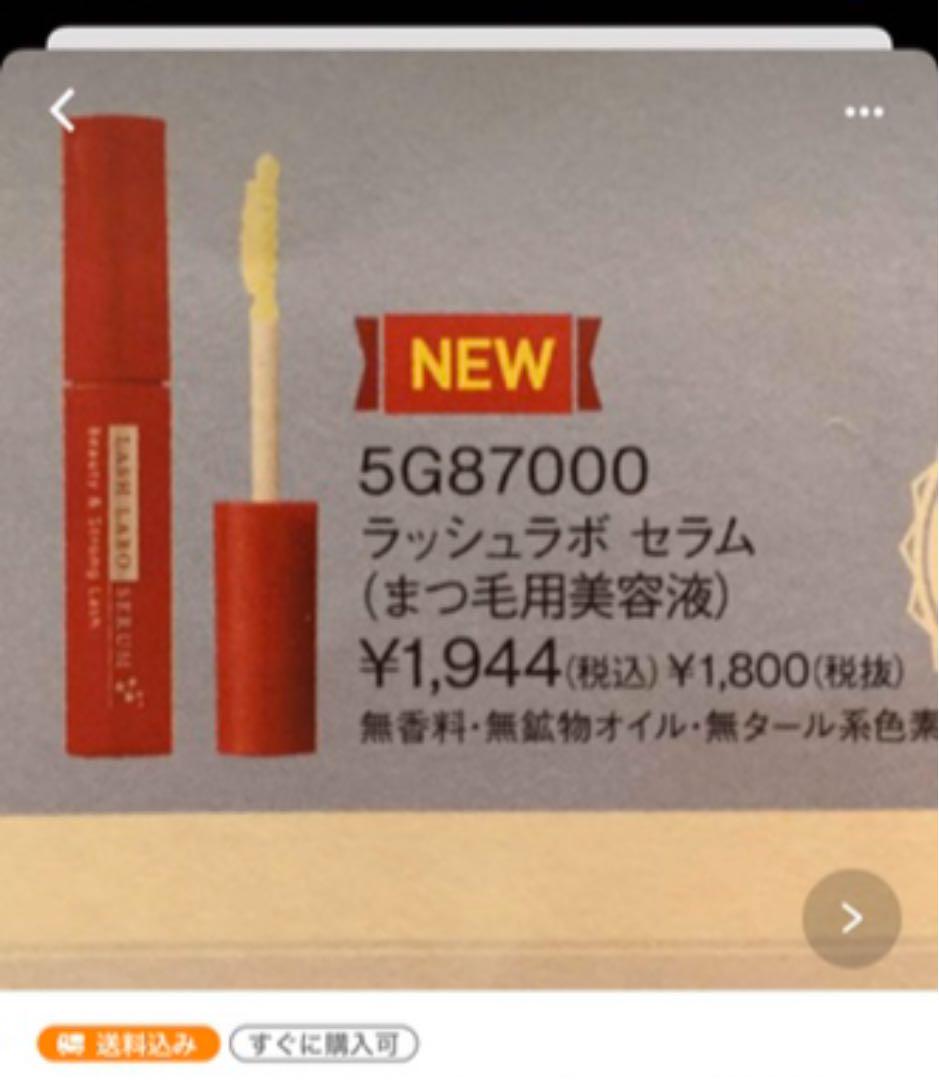 NEW
5G87000
ラッシュラボ セラム
(まつ毛用美容液)
¥1,944(税込) ¥1,800(税抜)
無香料・無鉱物オイル・無タール系色素
LASH LABO SERUM
Beauty & Strong Lash
送料込み
すぐに購入可